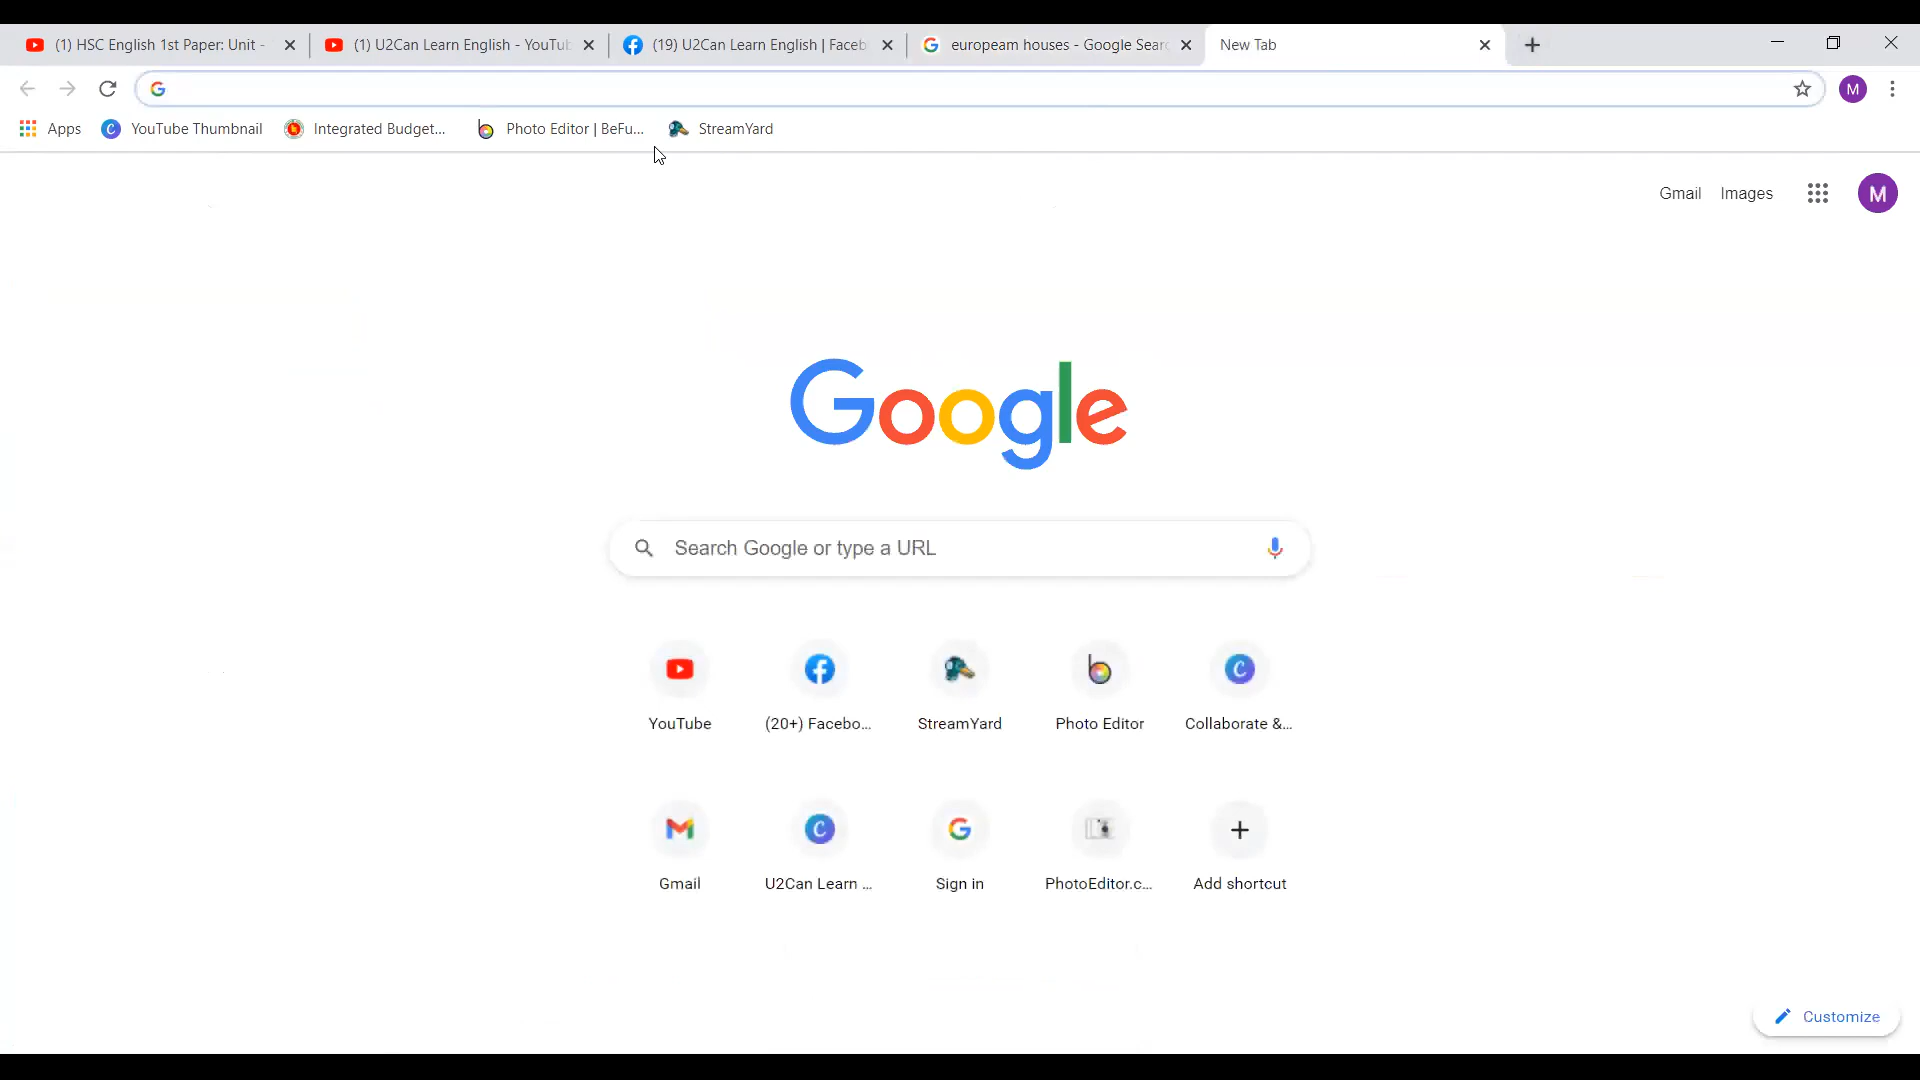 (1) HSC English 1st Paper: Unit -
(1) U2Can Learn English - YouTub
(19) U2Can Learn English | Faceb
europeam houses - Google Searc
New Tab
M
Apps
YouTube Thumbnail
Integrated Budget...
Photo Editor | BeFu...
StreamYard
Gmail
Images
M
Google
Search Google or type a URL
YouTube
(20+) Facebo...
StreamYard
Photo Editor
Collaborate &...
Gmail
U2Can Learn ...
Sign in
PhotoEditor.c...
Add shortcut
Customize